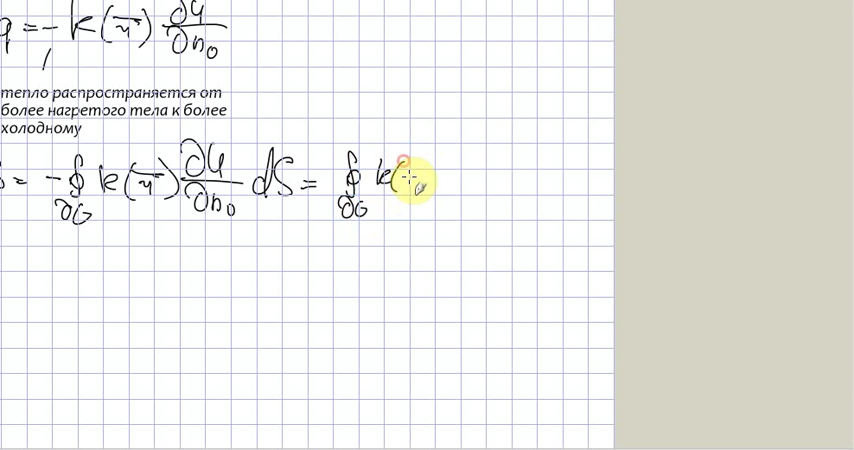 q = - k(r) ∂u/∂n₀
тепло распространяется от
более нагретого тела к более
холодному
= - ∮_∂G k(r) ∂u/∂n₀ dS = ∮_∂G k(